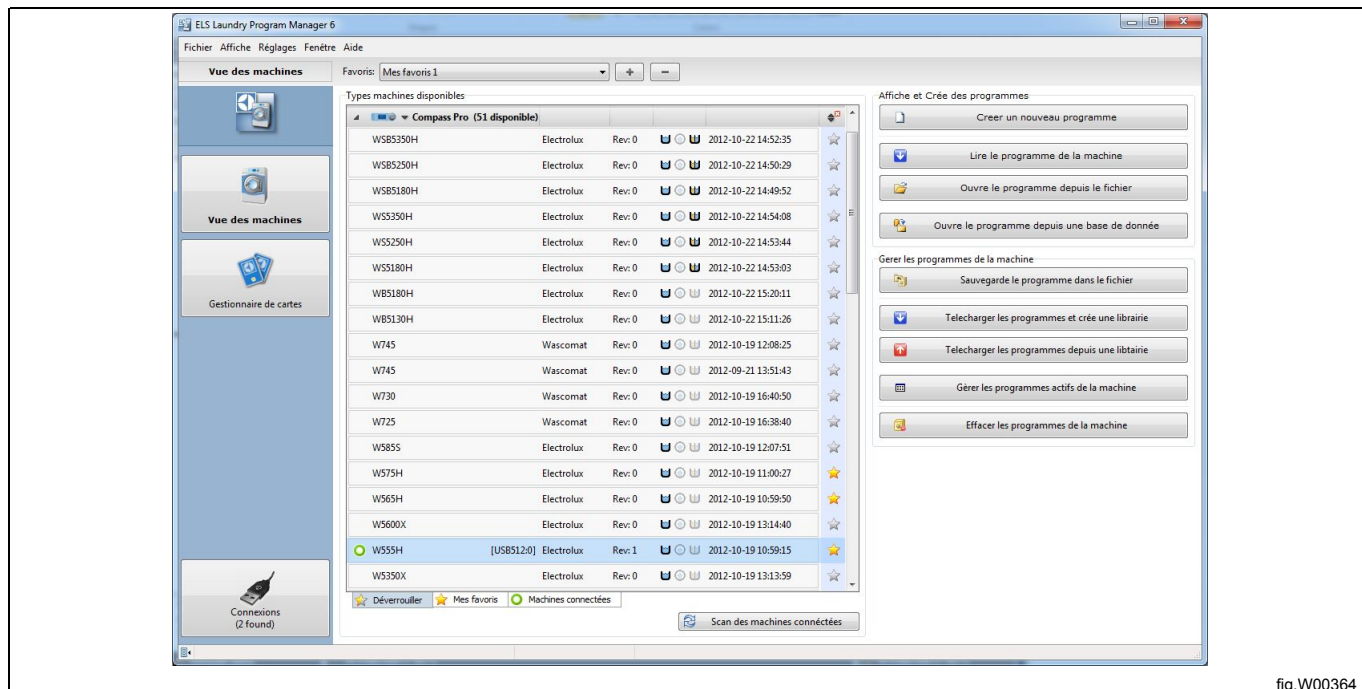 ELS Laundry Program Manager 6
Fichier Affiche Réglages Fenêtre Aide
Vue des machines
Favoris: Mes favoris 1
Vue des machines
Gestionnaire de cartes
Connexions
(2 found)
Types machines disponibles
Compass Pro (51 disponible)
WSB5350H Electrolux Rev: 0 2012-10-22 14:52:35
WSB5250H Electrolux Rev: 0 2012-10-22 14:50:29
WSB5180H Electrolux Rev: 0 2012-10-22 14:49:52
WS5350H Electrolux Rev: 0 2012-10-22 14:54:08
WS5250H Electrolux Rev: 0 2012-10-22 14:53:44
WS5180H Electrolux Rev: 0 2012-10-22 14:53:03
WB5180H Electrolux Rev: 0 2012-10-22 15:20:11
WB5130H Electrolux Rev: 0 2012-10-22 15:11:26
W745 Wascomat Rev: 0 2012-10-19 12:08:25
W745 Wascomat Rev: 0 2012-09-21 13:51:43
W730 Wascomat Rev: 0 2012-10-19 16:40:50
W725 Wascomat Rev: 0 2012-10-19 16:38:40
W585S Electrolux Rev: 0 2012-10-19 12:07:51
W575H Electrolux Rev: 0 2012-10-19 11:00:27
W565H Electrolux Rev: 0 2012-10-19 10:59:50
W5600X Electrolux Rev: 0 2012-10-19 13:14:40
W555H [USB512:0] Electrolux Rev: 1 2012-10-19 10:59:15
W5350X Electrolux Rev: 0 2012-10-19 13:13:59
Déverrouiller Mes favoris Machines connectées
Scan des machines connéctées
Affiche et Crée des programmes
Creer un nouveau programme
Lire le programme de la machine
Ouvre le programme depuis le fichier
Ouvre le programme depuis une base de donnée
Gerer les programmes de la machine
Sauvegarde le programme dans le fichier
Telecharger les programmes et crée une librairie
Telecharger les programmes depuis une libtairie
Gèrer les programmes actifs de la machine
Effacer les programmes de la machine
fig.W00364